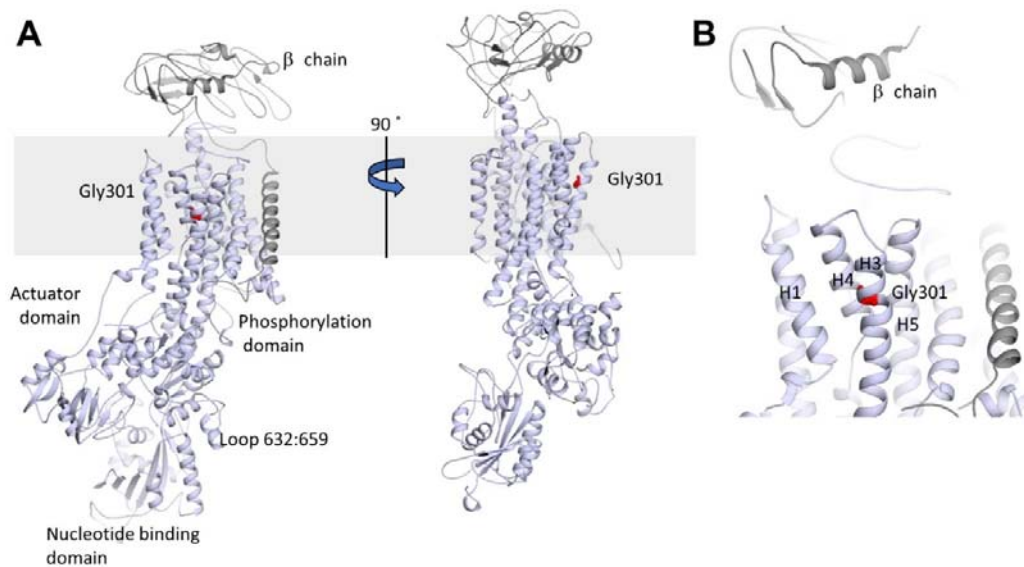 A
β chain
Gly301
Actuator
domain
Phosphorylation
domain
Loop 632:659
Nucleotide binding
domain
90 °
Gly301
B
β chain
H1
H4
H3
Gly301
H5